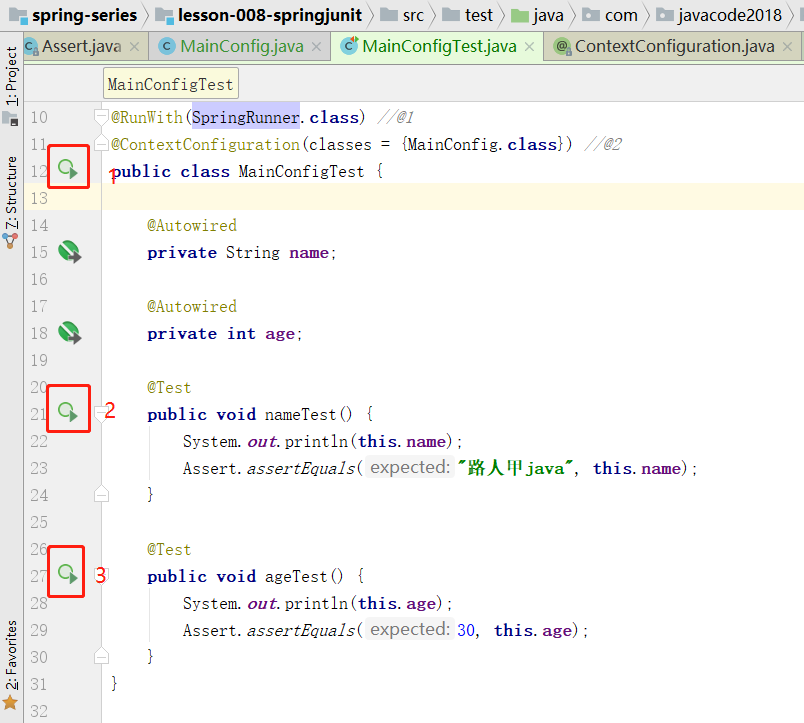 spring-series lesson-008-springjunit src test java com javacode2018
Assert.java MainConfig.java MainConfigTest.java ContextConfiguration.java
1: Project
7: Structure
2: Favorites
MainConfigTest
10 @RunWith(SpringRunner.class) //@1
11 @ContextConfiguration(classes = {MainConfig.class}) //@2
12 1 public class MainConfigTest {
13
14 @Autowired
15 private String name;
16
17 @Autowired
18 private int age;
19
20 @Test
21 2 public void nameTest() {
22 System.out.println(this.name);
23 Assert.assertEquals( expected: "路人甲java", this.name);
24 }
25
26 @Test
27 3 public void ageTest() {
28 System.out.println(this.age);
29 Assert.assertEquals( expected: 30, this.age);
30 }
31 }
32